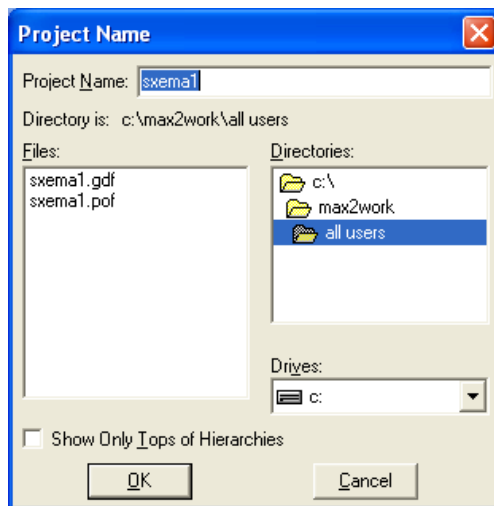 Project Name
Project Name: sxema1
Directory is: c:\max2work\all users
Files:
sxema1.gdf
sxema1.pof
Directories:
c:\
max2work
all users
Drives:
c:
Show Only Tops of Hierarchies
OK
Cancel